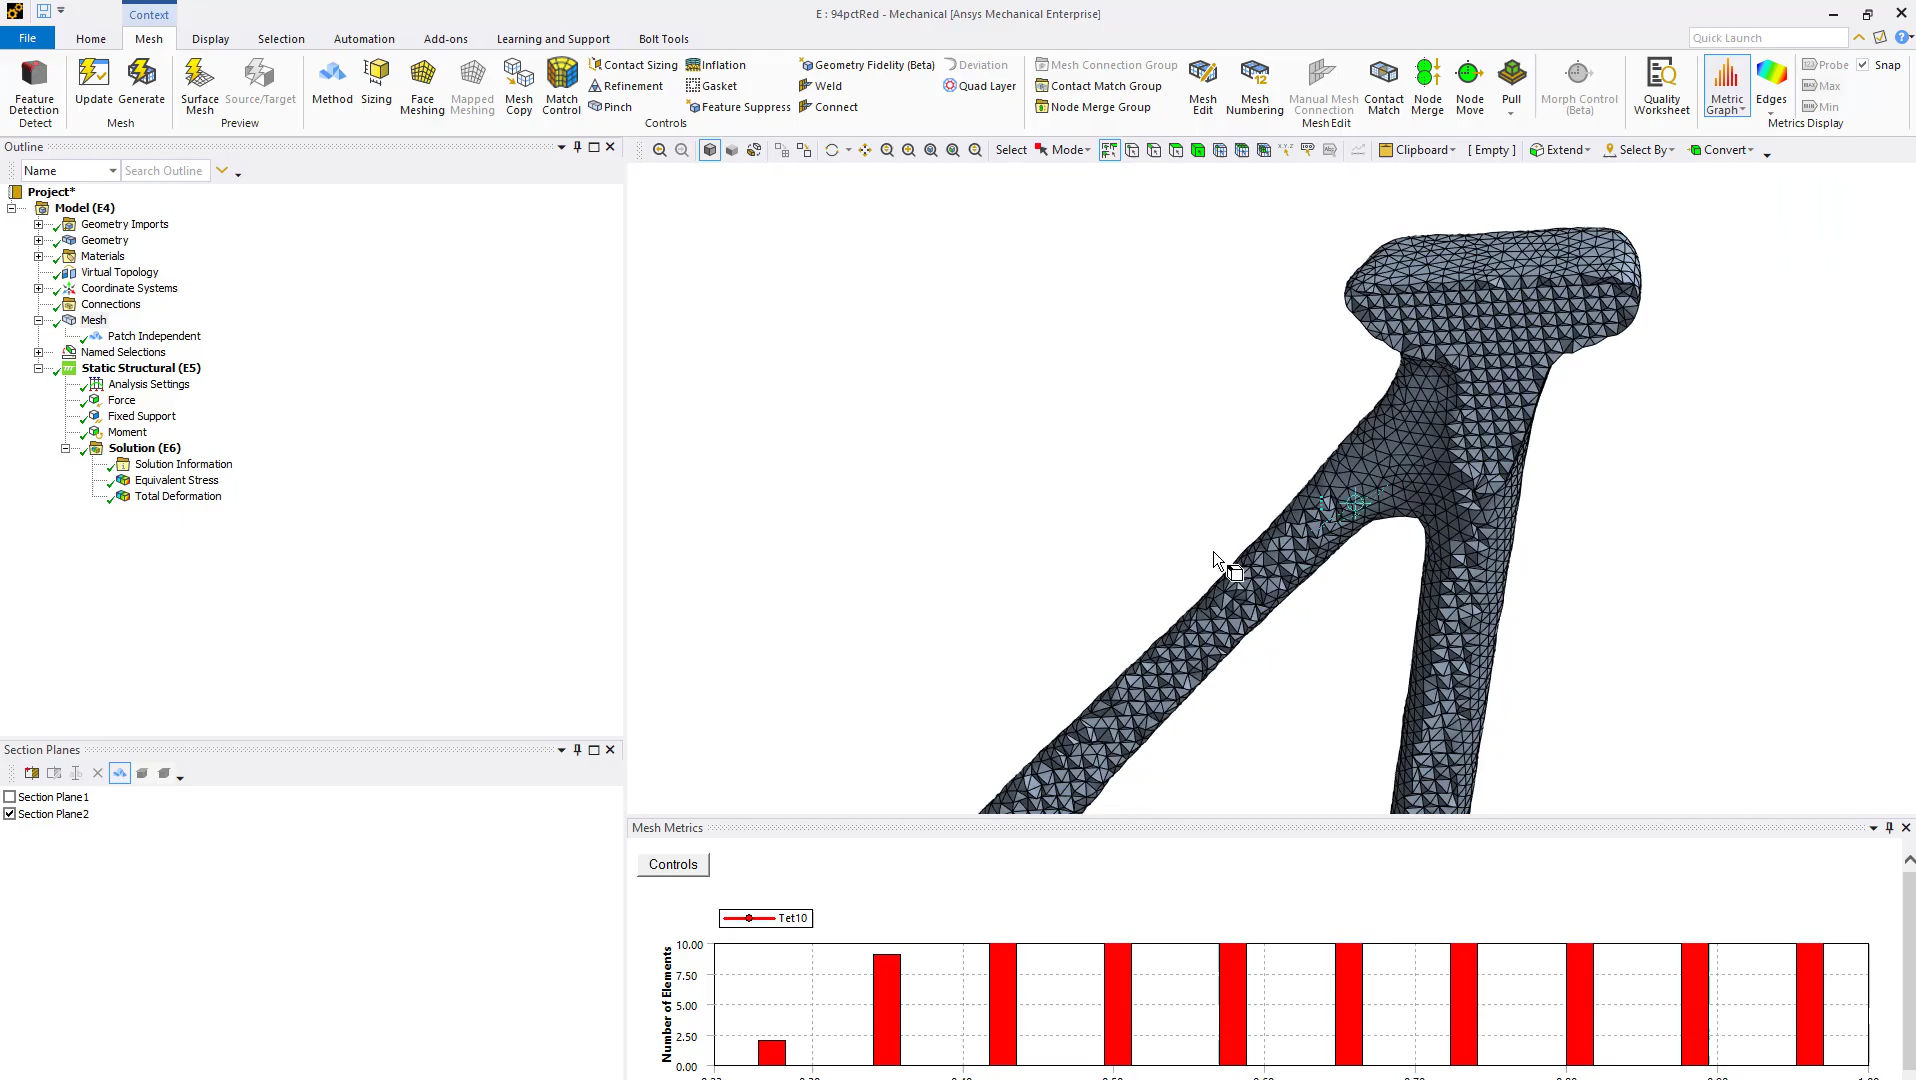 Context
E : 94pctRed - Mechanical [Ansys Mechanical Enterprise]
File Home Mesh Display Selection Automation Add-ons Learning and Support Bolt Tools Quick Launch
Feature Detection
Detect
Update Generate
Mesh
Surface Mesh Source/Target
Preview
Method Sizing Face Meshing Mapped Meshing Mesh Copy Match Control
Contact Sizing Inflation Geometry Fidelity (Beta) Deviation
Refinement Gasket Weld Quad Layer
Pinch Feature Suppress Connect
Controls
Mesh Connection Group
Contact Match Group
Node Merge Group
Mesh Edit Mesh Numbering Manual Mesh Connection Contact Match Node Merge Node Move Pull Morph Control (Beta)
Mesh Edit
Quality Worksheet Metric Graph Edges
Probe Snap
Max
Min
Metrics Display
Outline
Name Search Outline
Select Mode Clipboard [ Empty ] Extend Select By Convert
Project*
Model (E4)
Geometry Imports
Geometry
Materials
Virtual Topology
Coordinate Systems
Connections
Mesh
Patch Independent
Named Selections
Static Structural (E5)
Analysis Settings
Force
Fixed Support
Moment
Solution (E6)
Solution Information
Equivalent Stress
Total Deformation
Section Planes
Section Plane1
Section Plane2
Mesh Metrics
Controls
Tet10
Number of Elements
10.00
7.50
5.00
2.50
0.00